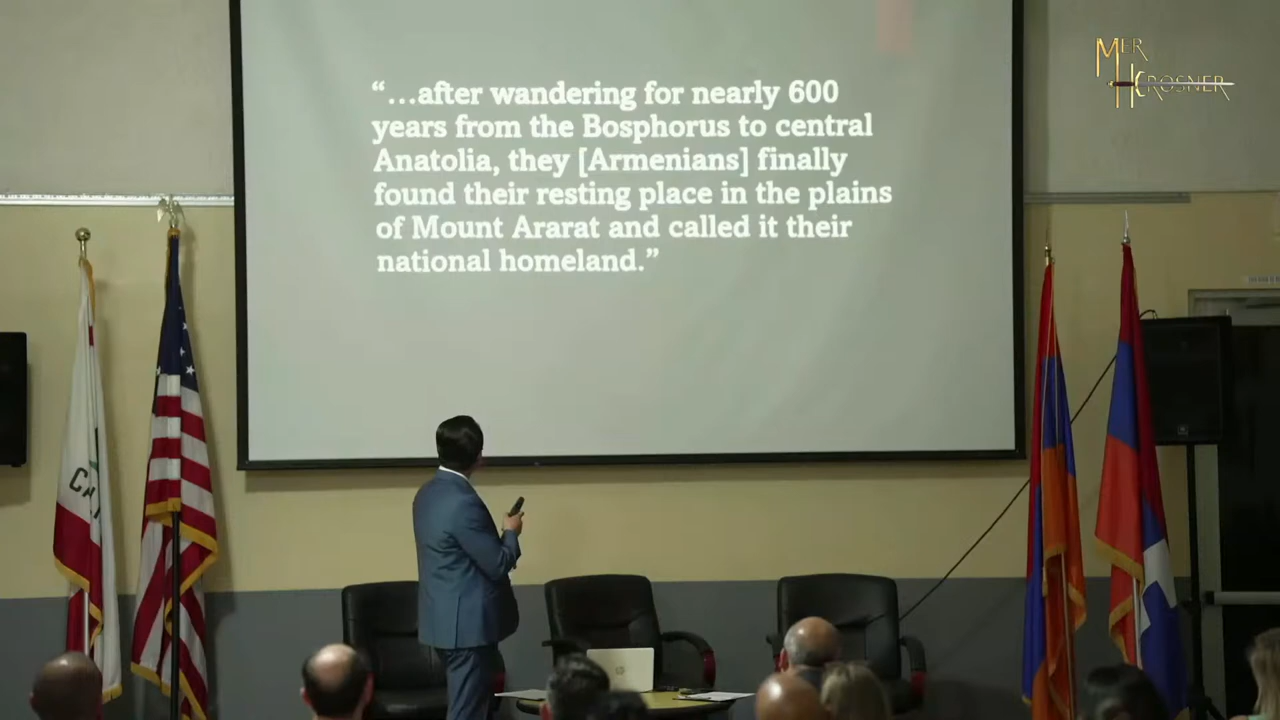 “…after wandering for nearly 600
years from the Bosphorus to central
Anatolia, they [Armenians] finally
found their resting place in the plains
of Mount Ararat and called it their
national homeland.”
MER
HEROSNER